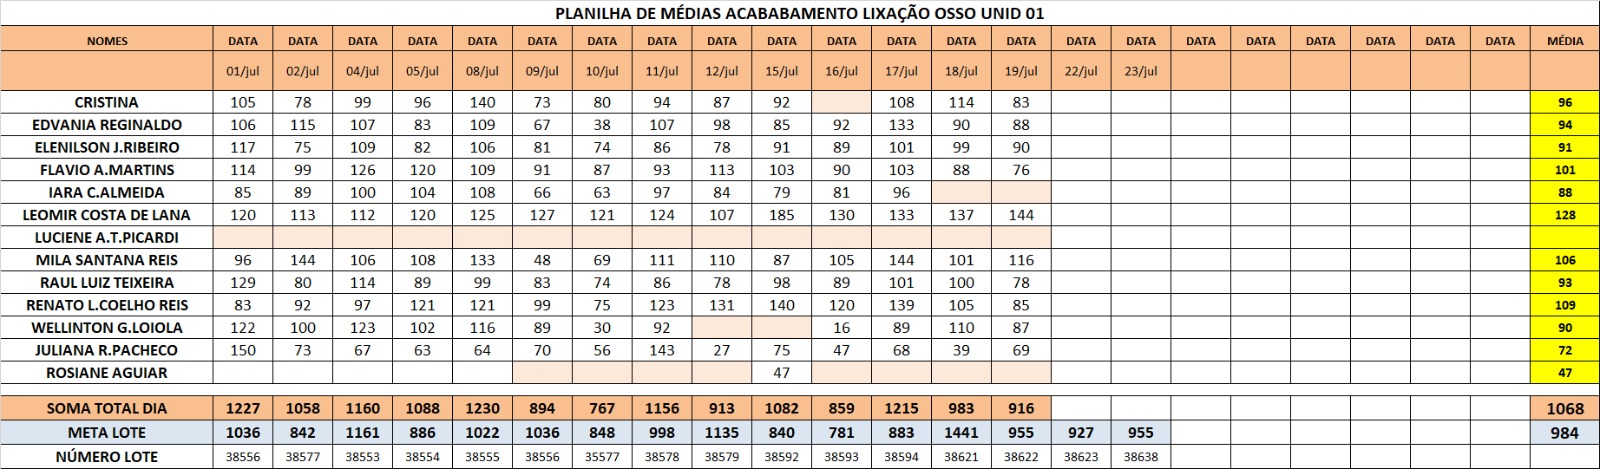 PLANILHA DE MÉDIAS ACABABAMENTO LIXAÇÃO OSSO UNID 01
NOMES DATA DATA DATA DATA DATA DATA DATA DATA DATA DATA DATA DATA DATA DATA DATA DATA DATA DATA DATA DATA DATA DATA MÉDIA
01/jul 02/jul 04/jul 05/jul 08/jul 09/jul 10/jul 11/jul 12/jul 15/jul 16/jul 17/jul 18/jul 19/jul 22/jul 23/jul
CRISTINA 105 78 99 96 140 73 80 94 87 92 108 114 83 96
EDVANIA REGINALDO 106 115 107 83 109 67 38 107 98 85 92 133 90 88 94
ELENILSON J.RIBEIRO 117 75 109 82 106 81 74 86 78 91 89 101 99 90 91
FLAVIO A.MARTINS 114 99 126 120 109 91 87 93 113 103 90 103 88 76 101
IARA C.ALMEIDA 85 89 100 104 108 66 63 97 84 79 81 96 88
LEOMIR COSTA DE LANA 120 113 112 120 125 127 121 124 107 185 130 133 137 144 128
LUCIENE A.T.PICARDI
MILA SANTANA REIS 96 144 106 108 133 48 69 111 110 87 105 144 101 116 106
RAUL LUIZ TEIXEIRA 129 80 114 89 99 83 74 86 78 98 89 101 100 78 93
RENATO L.COELHO REIS 83 92 97 121 121 99 75 123 131 140 120 139 105 85 109
WELLINTON G.LOIOLA 122 100 123 102 116 89 30 92 16 89 110 87 90
JULIANA R.PACHECO 150 73 67 63 64 70 56 143 27 75 47 68 39 69 72
ROSIANE AGUIAR 47 47
SOMA TOTAL DIA 1227 1058 1160 1088 1230 894 767 1156 913 1082 859 1215 983 916 1068
META LOTE 1036 842 1161 886 1022 1036 848 998 1135 840 781 883 1441 955 927 955 984
NÚMERO LOTE 38556 38577 38553 38554 38555 38556 35577 38578 38579 38592 38593 38594 38621 38622 38623 38638